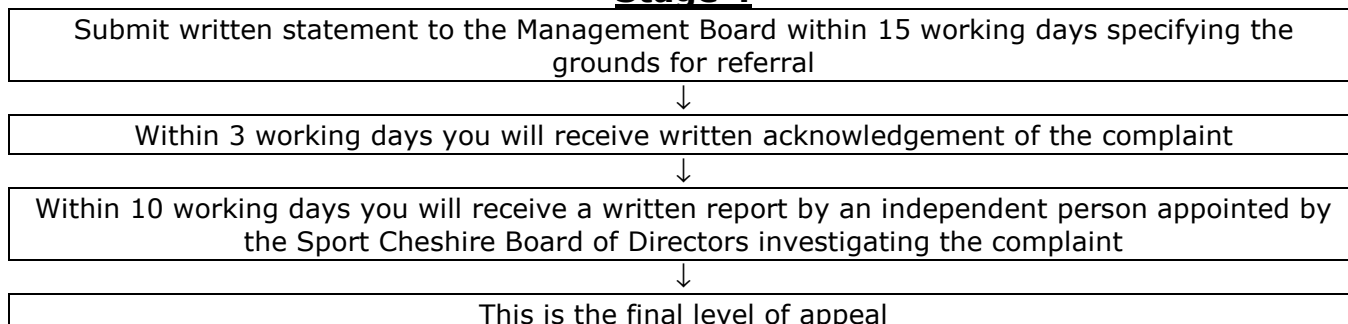 Stage 4
Submit written statement to the Management Board within 15 working days specifying the
grounds for referral
↓
Within 3 working days you will receive written acknowledgement of the complaint
↓
Within 10 working days you will receive a written report by an independent person appointed by
the Sport Cheshire Board of Directors investigating the complaint
↓
This is the final level of appeal